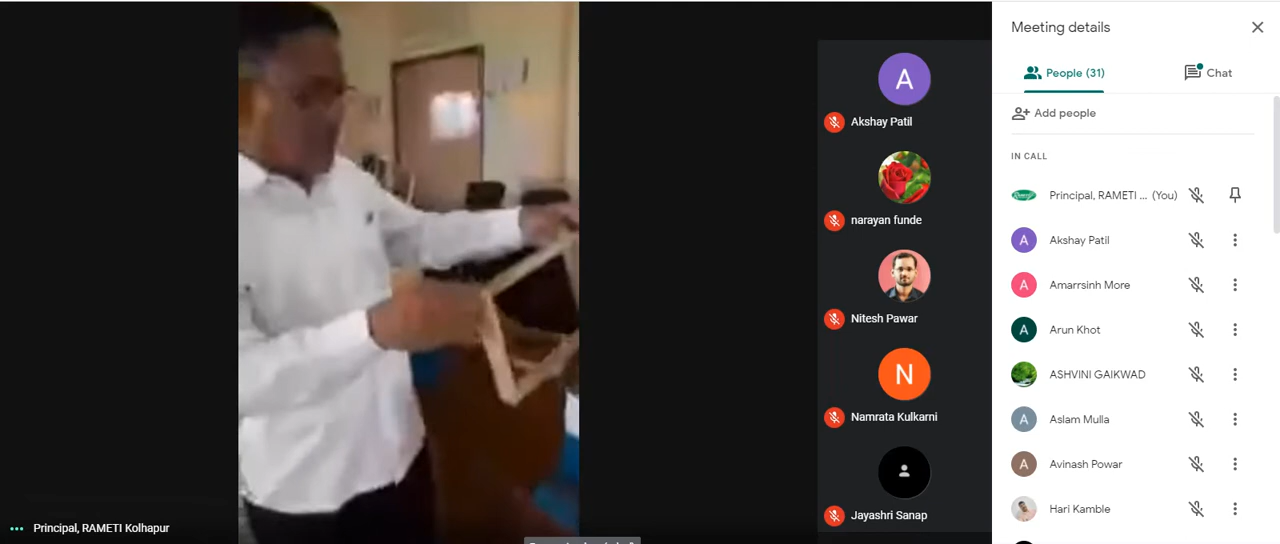 Principal, RAMETI Kolhapur
A
Akshay Patil
narayan funde
Nitesh Pawar
N
Namrata Kulkarni
Jayashri Sanap
Meeting details
People (31)
Chat
Add people
IN CALL
Principal, RAMETI ... (You)
A Akshay Patil
A Amarrsinh More
A Arun Khot
ASHVINI GAIKWAD
A Aslam Mulla
A Avinash Powar
Hari Kamble